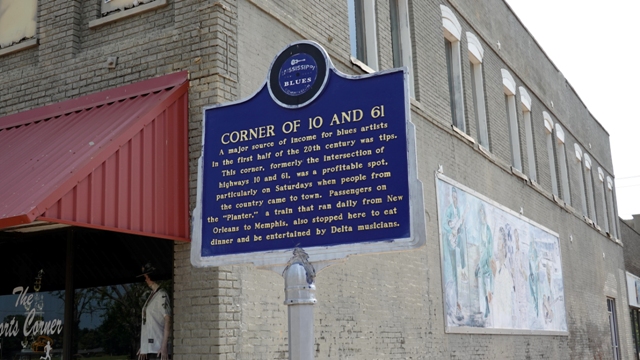 MISSISSIPPI
BLUES
CORNER OF 10 AND 61
A major source of income for blues artists
in the first half of the 20th century was tips.
This corner, formerly the intersection of
highways 10 and 61, was a profitable spot,
particularly on Saturdays when people from
the country came to town. Passengers on
the "Planter," a train that ran daily from New
Orleans to Memphis, also stopped here to eat
dinner and be entertained by Delta musicians.
The
orts Corner